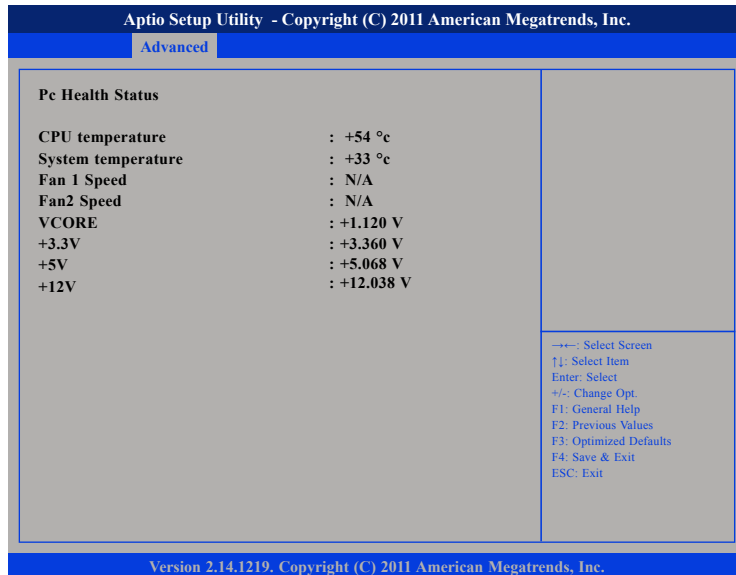 Aptio Setup Utility - Copyright (C) 2011 American Megatrends, Inc.
Advanced
Pc Health Status
CPU temperature : +54 °c
System temperature : +33 °c
Fan 1 Speed : N/A
Fan2 Speed : N/A
VCORE : +1.120 V
+3.3V : +3.360 V
+5V : +5.068 V
+12V : +12.038 V
→←: Select Screen
↑↓: Select Item
Enter: Select
+/-: Change Opt.
F1: General Help
F2: Previous Values
F3: Optimized Defaults
F4: Save & Exit
ESC: Exit
Version 2.14.1219. Copyright (C) 2011 American Megatrends, Inc.